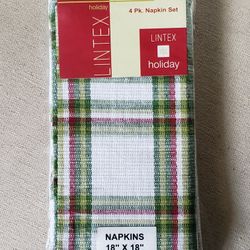 holiday
LINTEX
4 Pk. Napkin Set
LINTEX
holiday
NAPKINS
18" X 18"